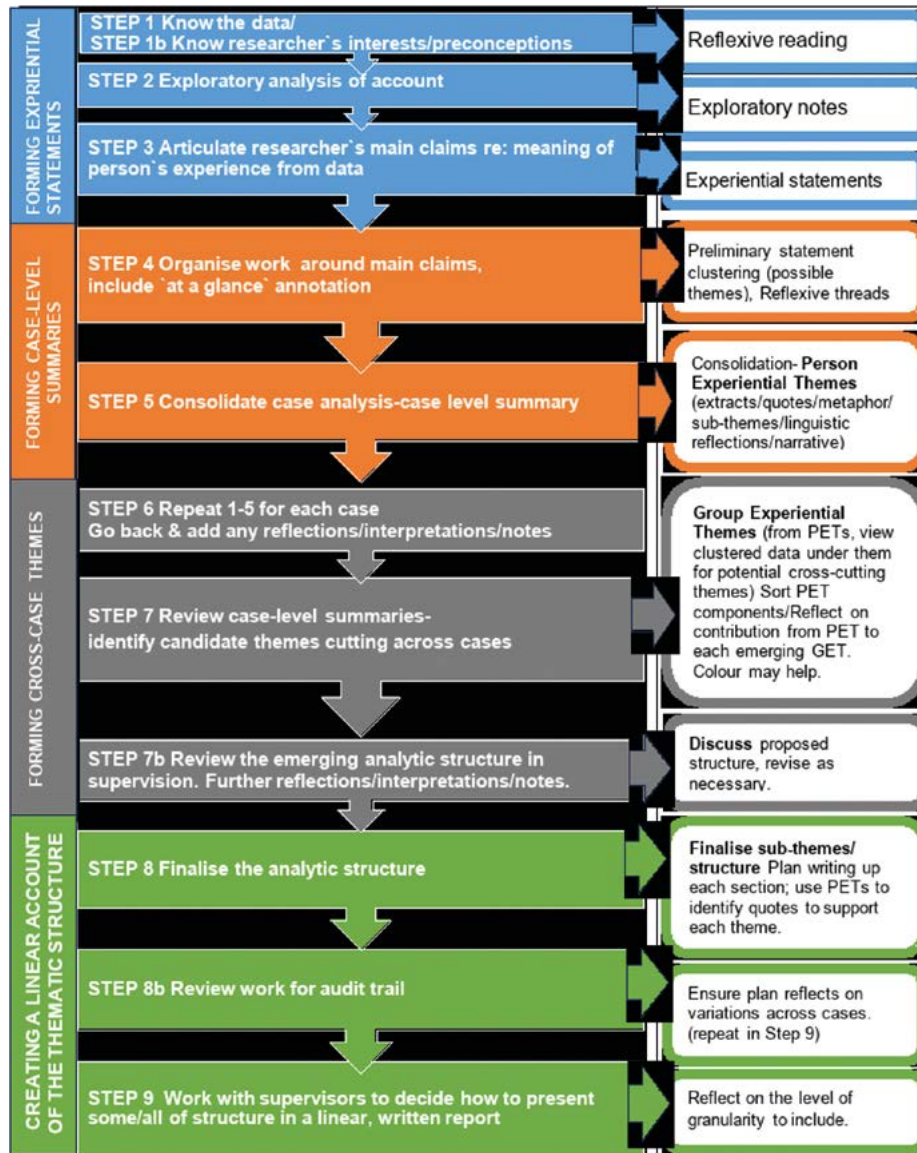 FORMING EXPRIENTIAL
STATEMENTS
STEP 1 Know the data/
STEP 1b Know researcher`s interests/preconceptions
Reflexive reading
STEP 2 Exploratory analysis of account
Exploratory notes
STEP 3 Articulate researcher`s main claims re: meaning of
person`s experience from data
Experiential statements
FORMING CASE-LEVEL
SUMMARIES
STEP 4 Organise work around main claims,
include `at a glance` annotation
Preliminary statement
clustering (possible
themes), Reflexive threads
STEP 5 Consolidate case analysis-case level summary
Consolidation- Person
Experiential Themes
(extracts/quotes/metaphor/
sub-themes/linguistic
reflections/narrative)
FORMING CROSS-CASE THEMES
STEP 6 Repeat 1-5 for each case
Go back & add any reflections/interpretations/notes
Group Experiential
Themes (from PETs, view
clustered data under them
for potential cross-cutting
themes) Sort PET
components/Reflect on
contribution from PET to
each emerging GET.
Colour may help.
STEP 7 Review case-level summaries-
identify candidate themes cutting across cases
STEP 7b Review the emerging analytic structure in
supervision. Further reflections/interpretations/notes.
Discuss proposed
structure, revise as
necessary.
CREATING A LINEAR ACCOUNT
OF THE THEMATIC STRUCTURE
STEP 8 Finalise the analytic structure
Finalise sub-themes/
structure Plan writing up
each section; use PETs to
identify quotes to support
each theme.
STEP 8b Review work for audit trail
Ensure plan reflects on
variations across cases.
(repeat in Step 9)
STEP 9 Work with supervisors to decide how to present
some/all of structure in a linear, written report
Reflect on the level of
granularity to include.